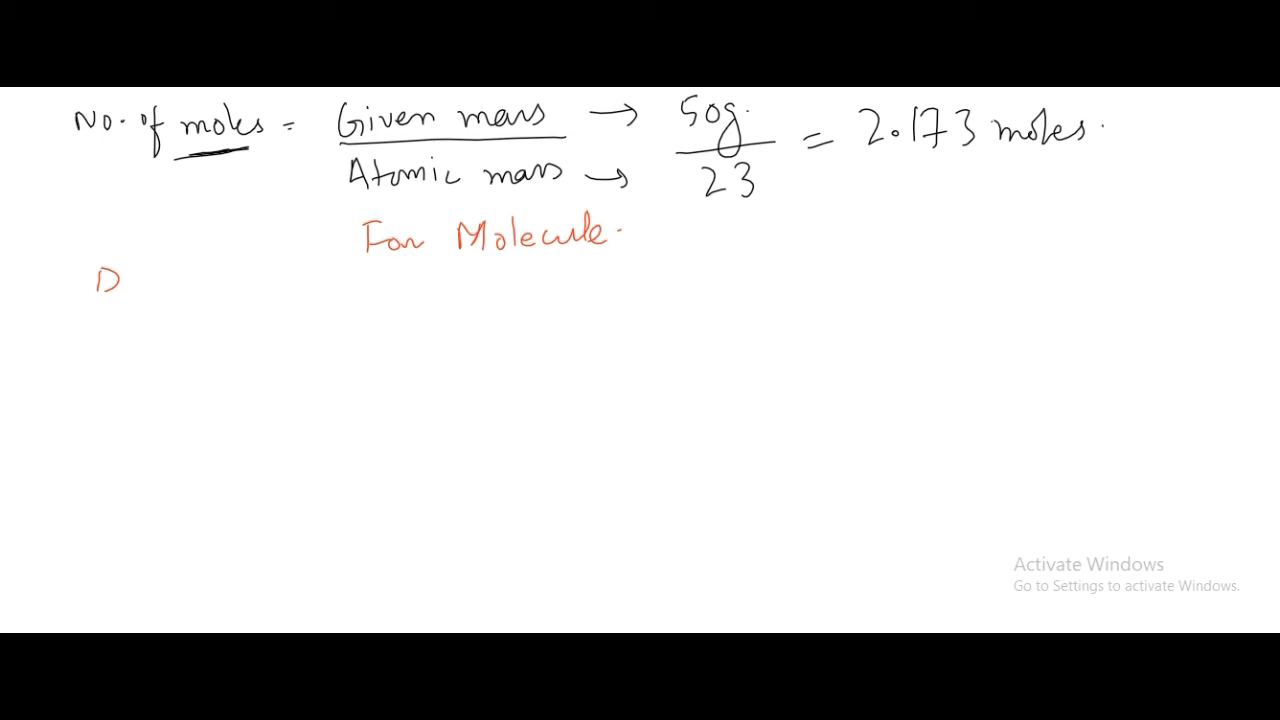 No. of moles = Given mass → 50g.
Atomic mass → 23 = 2.173 moles.
For Molecule.
D
Activate Windows
Go to Settings to activate Windows.